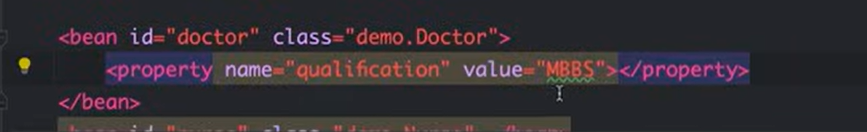 <bean id="doctor" class="demo.Doctor">
<property name="qualification" value="MBBS"></property>
</bean>